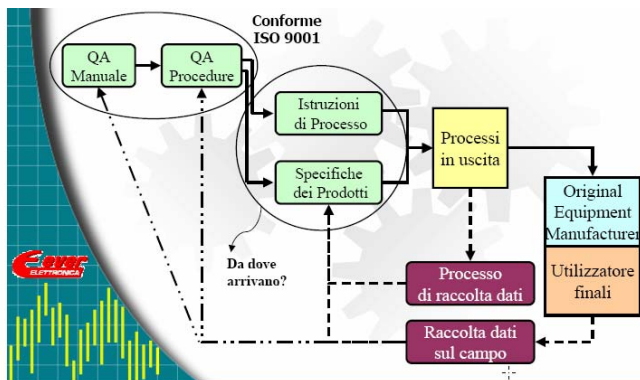 Conforme
ISO 9001
QA
Manuale
QA
Procedure
Istruzioni
di Processo
Specifiche
dei Prodotti
Processi
in uscita
Original
Equipment
Manufacturer
Utilizzatore
finali
Da dove
arrivano?
Processo
di raccolta dati
Raccolta dati
sul campo
ELETTRONICA